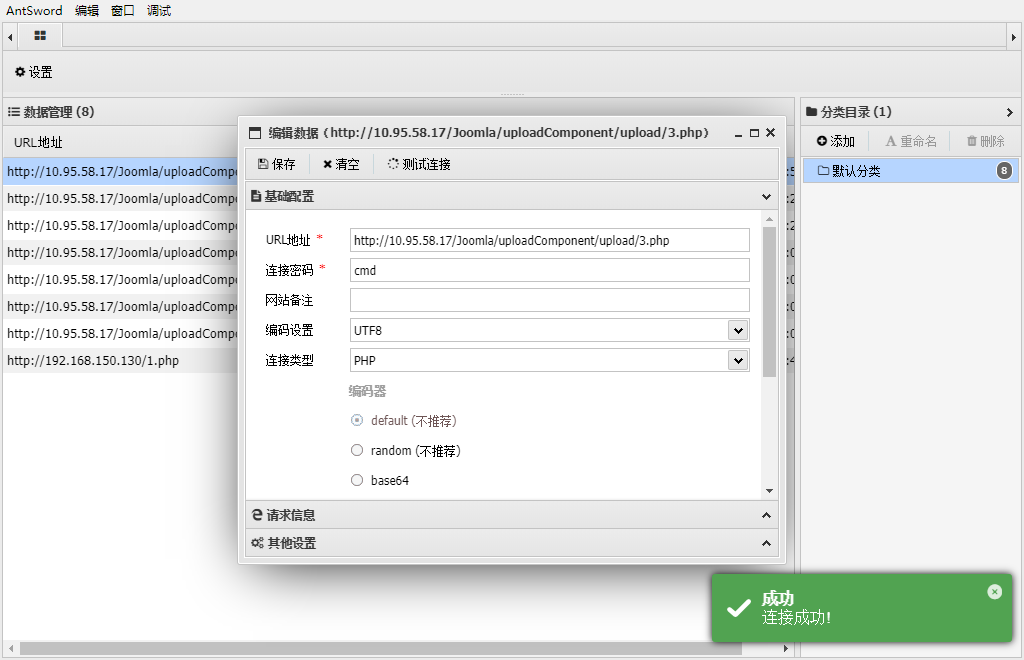 AntSword 编辑 窗口 调试
设置
数据管理 (8)
URL地址
http://10.95.58.17/Joomla/uploadCompo
http://10.95.58.17/Joomla/uploadCompo
http://10.95.58.17/Joomla/uploadCompo
http://10.95.58.17/Joomla/uploadCompo
http://10.95.58.17/Joomla/uploadCompo
http://10.95.58.17/Joomla/uploadCompo
http://10.95.58.17/Joomla/uploadCompo
http://192.168.150.130/1.php
编辑数据 (http://10.95.58.17/Joomla/uploadComponent/upload/3.php)
保存 清空 测试连接
基础配置
URL地址 * http://10.95.58.17/Joomla/uploadComponent/upload/3.php
连接密码 * cmd
网站备注
编码设置 UTF8
连接类型 PHP
编码器
default (不推荐)
random (不推荐)
base64
请求信息
其他设置
分类目录 (1)
添加 重命名 删除
默认分类 8
成功
连接成功!